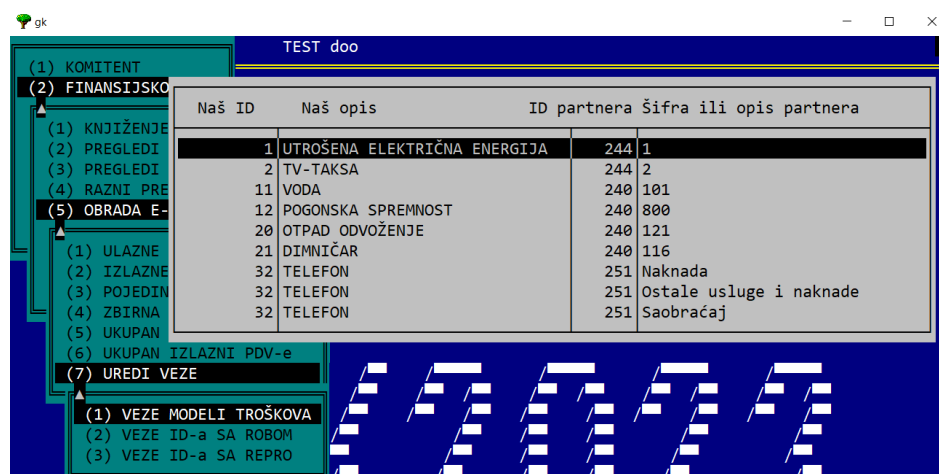 gk
TEST doo
(1) KOMITENT
(2) FINANSIJSKO
Naš ID Naš opis ID partnera Šifra ili opis partnera
1 UTROŠENA ELEKTRIČNA ENERGIJA 244 1
2 TV-TAKSA 244 2
11 VODA 240 101
12 POGONSKA SPREMNOST 240 800
20 OTPAD ODVOŽENJE 240 121
21 DIMNIČAR 240 116
32 TELEFON 251 Naknada
32 TELEFON 251 Ostale usluge i naknade
32 TELEFON 251 Saobraćaj
(1) KNJIŽENJE
(2) PREGLEDI
(3) PREGLEDI
(4) RAZNI PRE
(5) OBRADA E-
(1) ULAZNE
(2) IZLAZNE
(3) POJEDIN
(4) ZBIRNA
(5) UKUPAN
(6) UKUPAN IZLAZNI PDV-e
(7) UREDI VEZE
(1) VEZE MODELI TROŠKOVA
(2) VEZE ID-a SA ROBOM
(3) VEZE ID-a SA REPRO